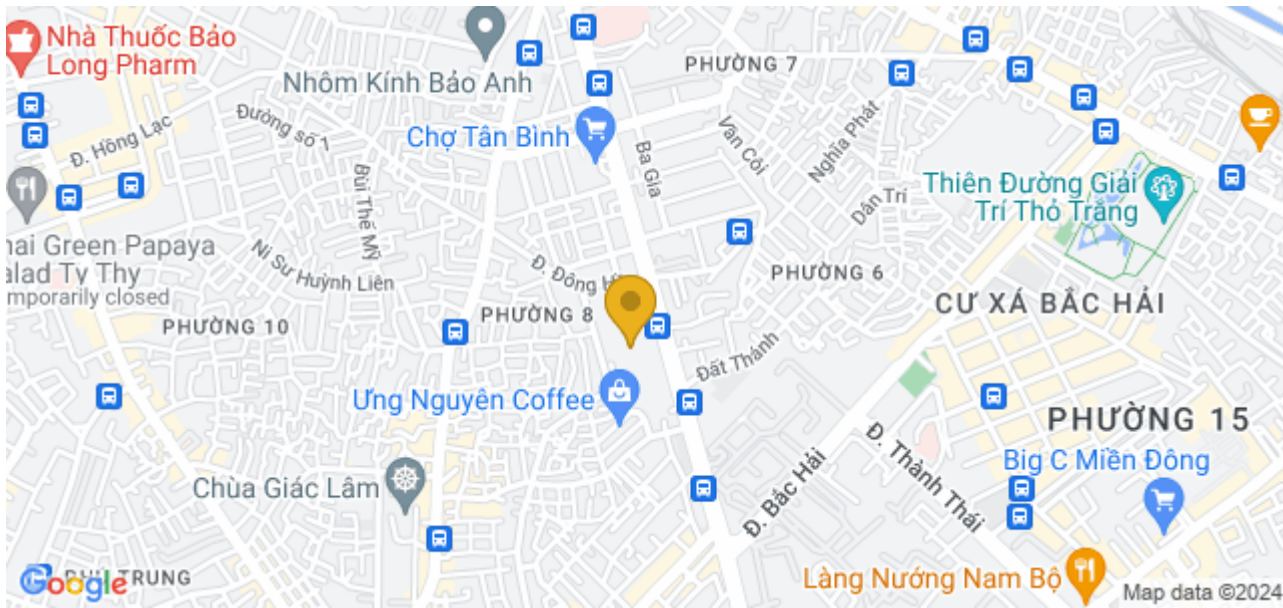 Nhà Thuốc Bảo
Long Pharm
Nhôm Kính Bảo Anh
PHƯỜNG 7
Đ. Hồng Lạc
Đường số 1
Chợ Tân Bình
Bùi Thế Mỹ
Ba Gia
Vân Côi
Nghĩa Phát
Dân Trí
Thiên Đường Giải
Trí Thỏ Trắng
hai Green Papaya
alad Ty Thy
mporarily closed
Ni Sư Huỳnh Liên
Đ. Đông
PHƯỜNG 6
PHƯỜNG 10
PHƯỜNG 8
CƯ XÁ BẮC HẢI
Đất Thánh
Ưng Nguyên Coffee
PHƯỜNG 15
Big C Miền Đông
Chùa Giác Lâm
Đ. Bắc Hải
Đ. Thành Thái
TRUNG
Google
Làng Nướng Nam Bộ
Map data ©2024